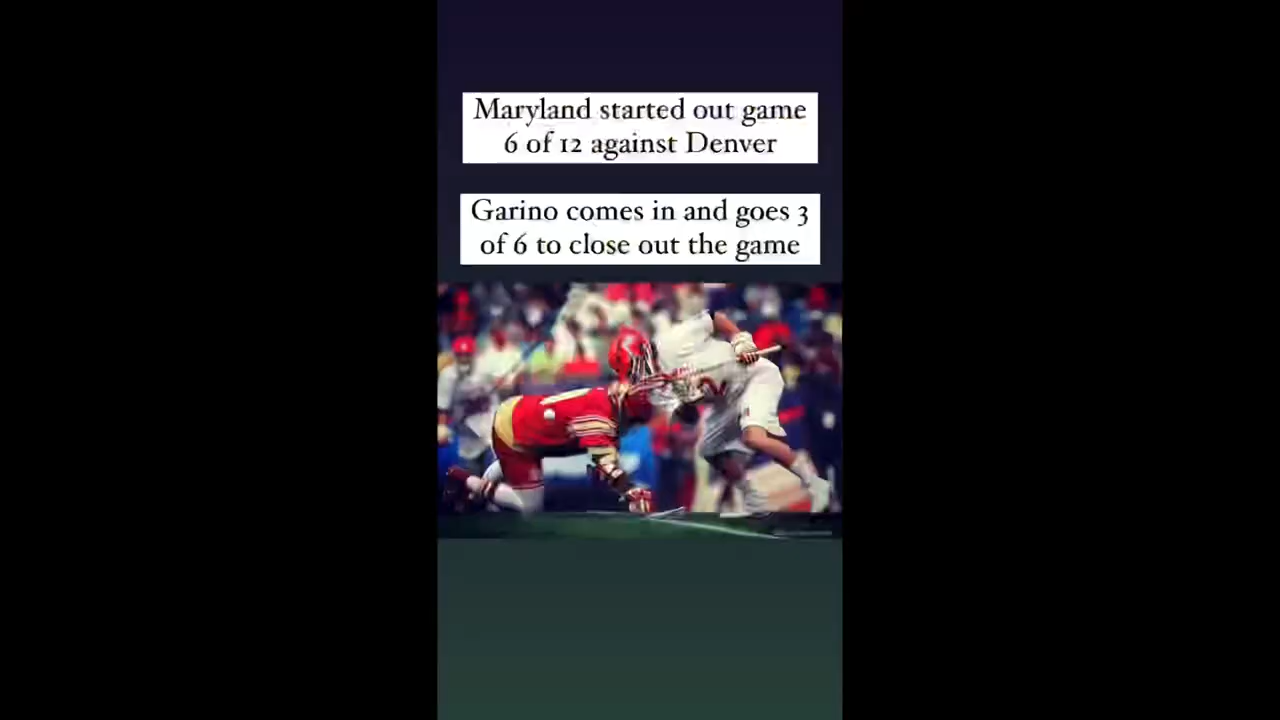 Maryland started out game
6 of 12 against Denver
Garino comes in and goes 3
of 6 to close out the game